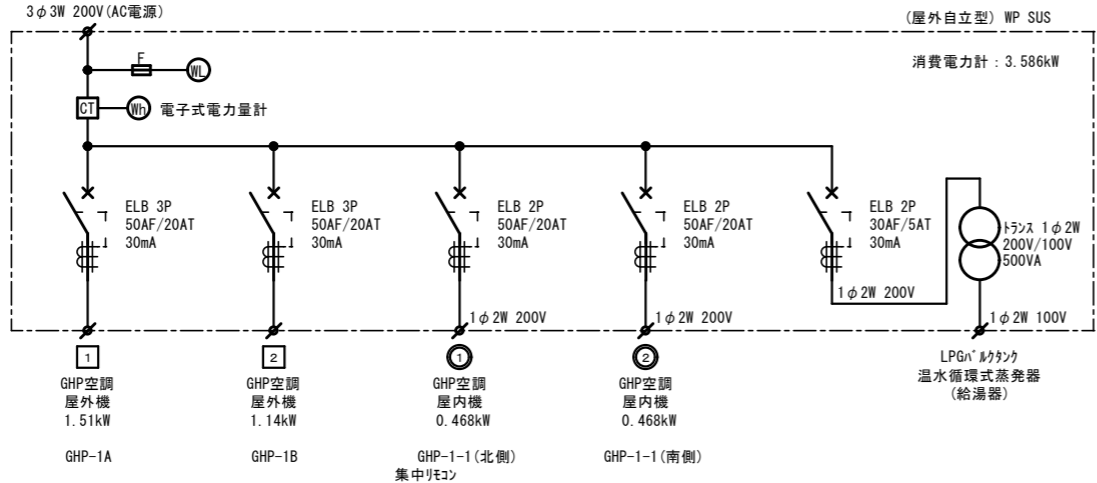 3φ3W 200V(AC電源)
(屋外自立型) WP SUS
消費電力計：3.586kW
F
WL
CT
Wh
電子式電力量計
ELB 3P
50AF/20AT
30mA
ELB 3P
50AF/20AT
30mA
ELB 2P
50AF/20AT
30mA
ELB 2P
50AF/20AT
30mA
ELB 2P
30AF/5AT
30mA
トランス 1φ2W
200V/100V
500VA
1φ2W 200V
1φ2W 200V
1φ2W 200V
1φ2W 100V
1
GHP空調
屋外機
1.51kW
GHP-1A
2
GHP空調
屋外機
1.14kW
GHP-1B
1
GHP空調
屋内機
0.468kW
GHP-1-1(北側)
集中リモコン
2
GHP空調
屋内機
0.468kW
GHP-1-1(南側)
LPGバルクタンク
温水循環式蒸発器
(給湯器)